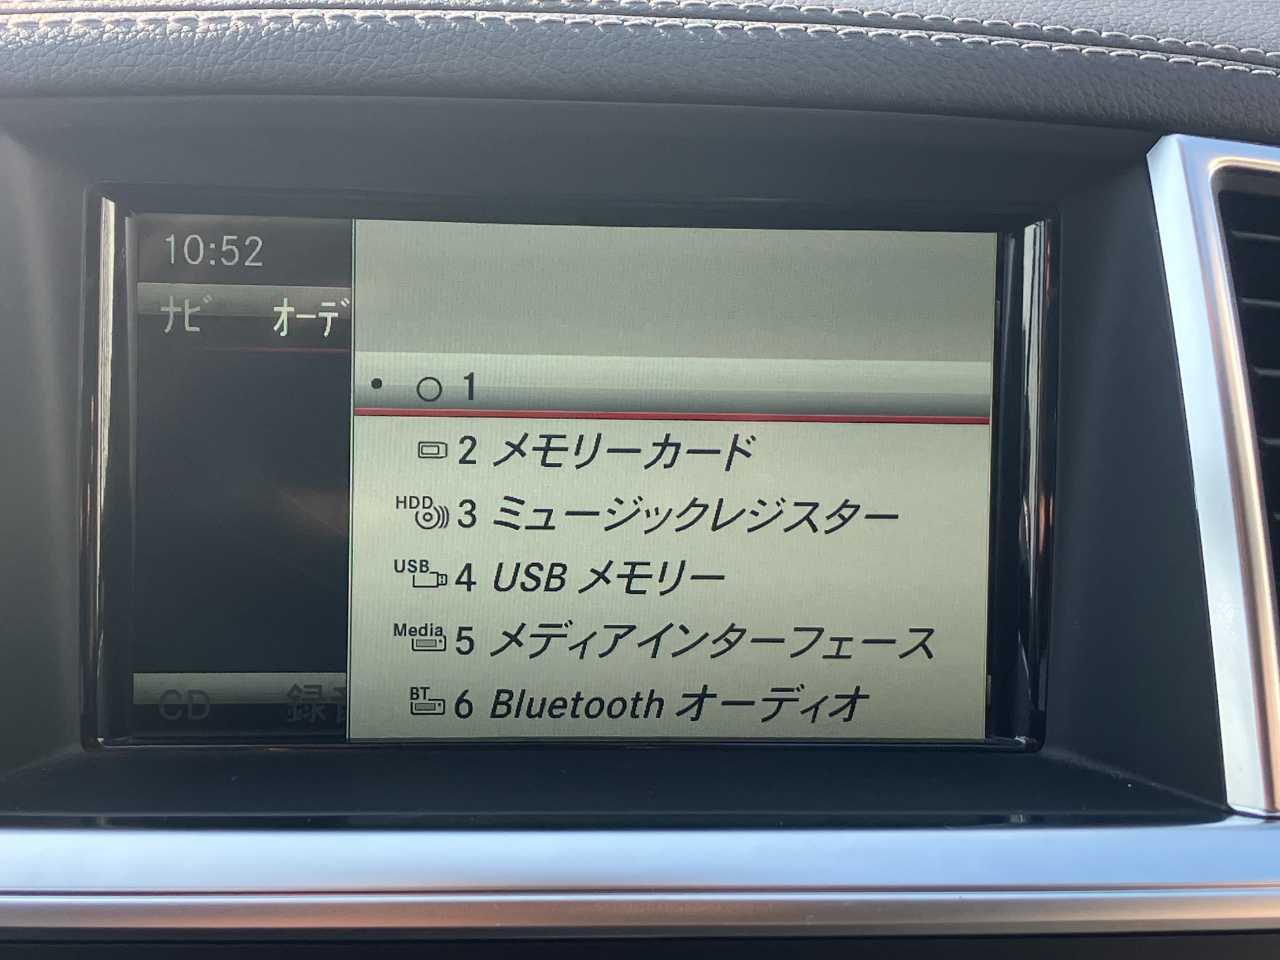 10:52
ナビ オーデ
1
2 メモリーカード
HDD 3 ミュージックレジスター
USB 4 USB メモリー
Media 5 メディアインターフェース
BT 6 Bluetooth オーディオ
CD 録音